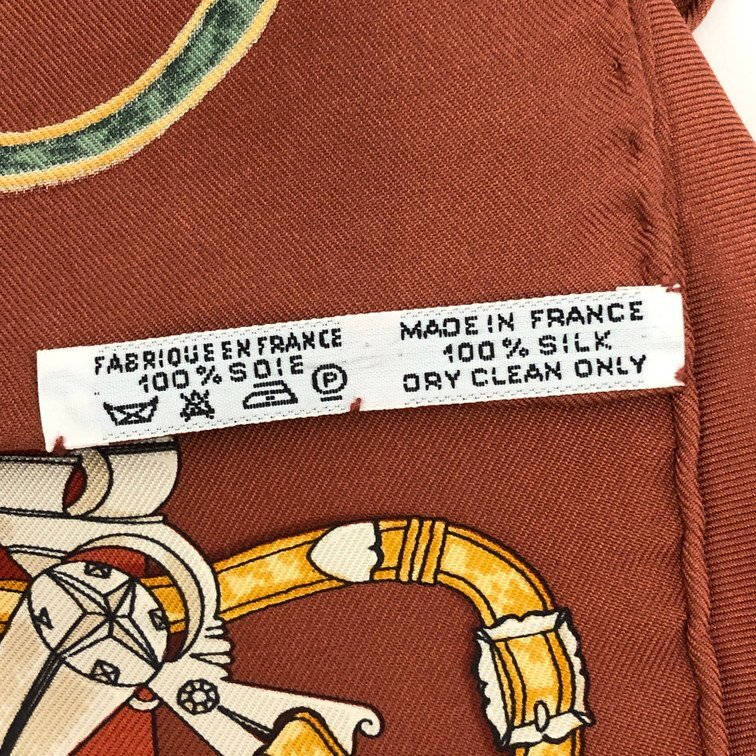 FABRIQUE EN FRANCE
100% SOIE
P
MADE IN FRANCE
100% SILK
DRY CLEAN ONLY